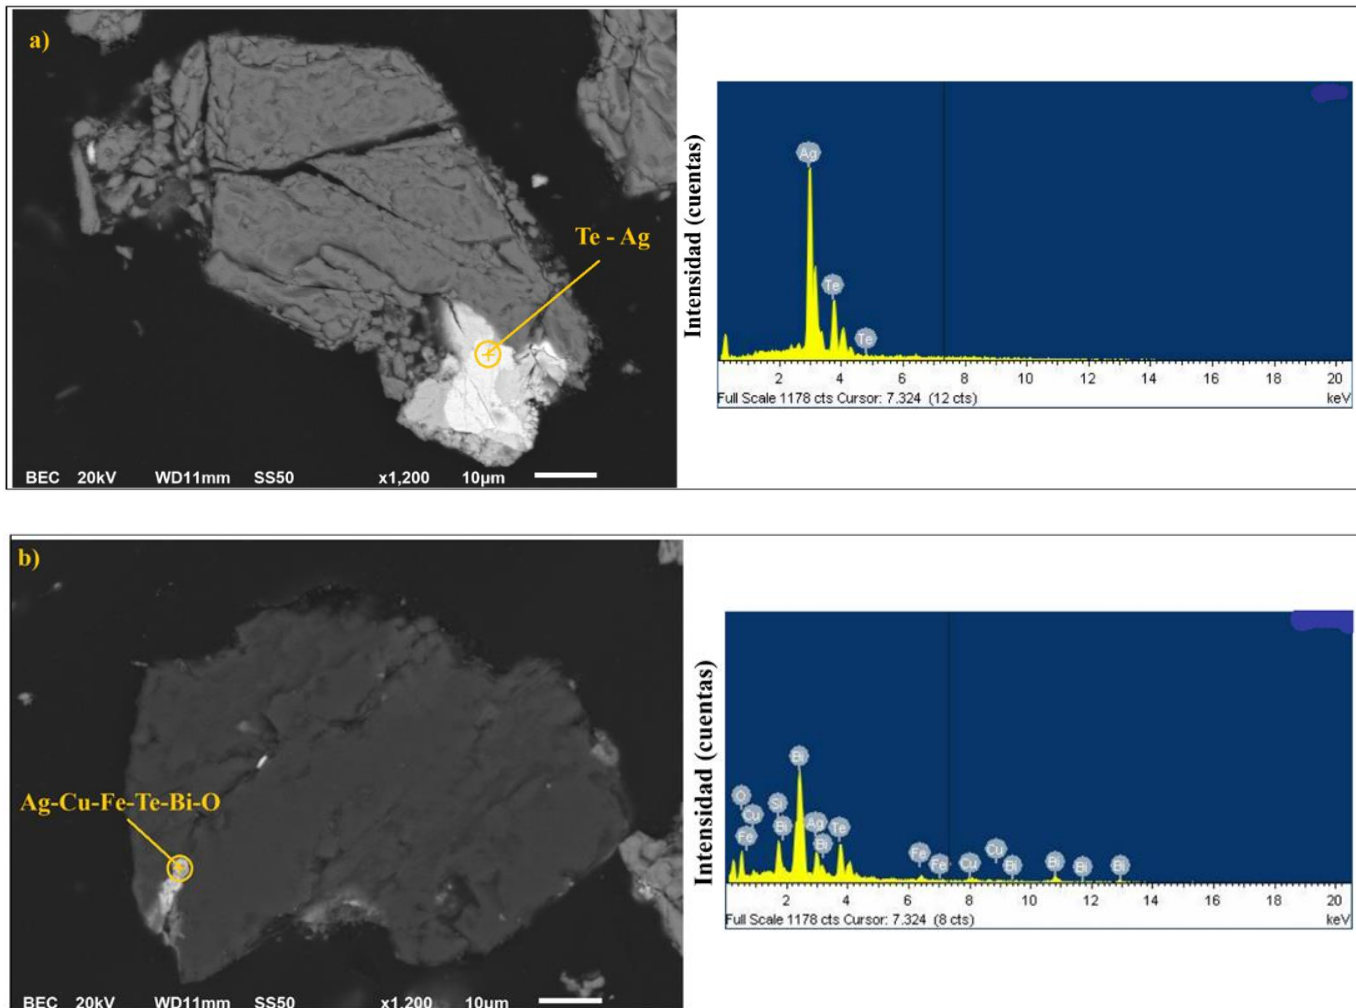 a)
Te - Ag
BEC 20kV WD11mm SS50 x1,200 10µm
Intensidad (cuentas)
Ag
Te
Te
2 4 6 8 10 12 14 16 18 20
Full Scale 1178 cts Cursor: 7.324 (12 cts) keV
b)
Ag-Cu-Fe-Te-Bi-O
BEC 20kV WD11mm SS50 x1,200 10µm
Intensidad (cuentas)
Bi
O Si
Cu Bi Ag Te
Fe Bi
Fe Fe Cu Cu Bi Bi Bi Bi
2 4 6 8 10 12 14 16 18 20
Full Scale 1178 cts Cursor: 7.324 (8 cts) keV